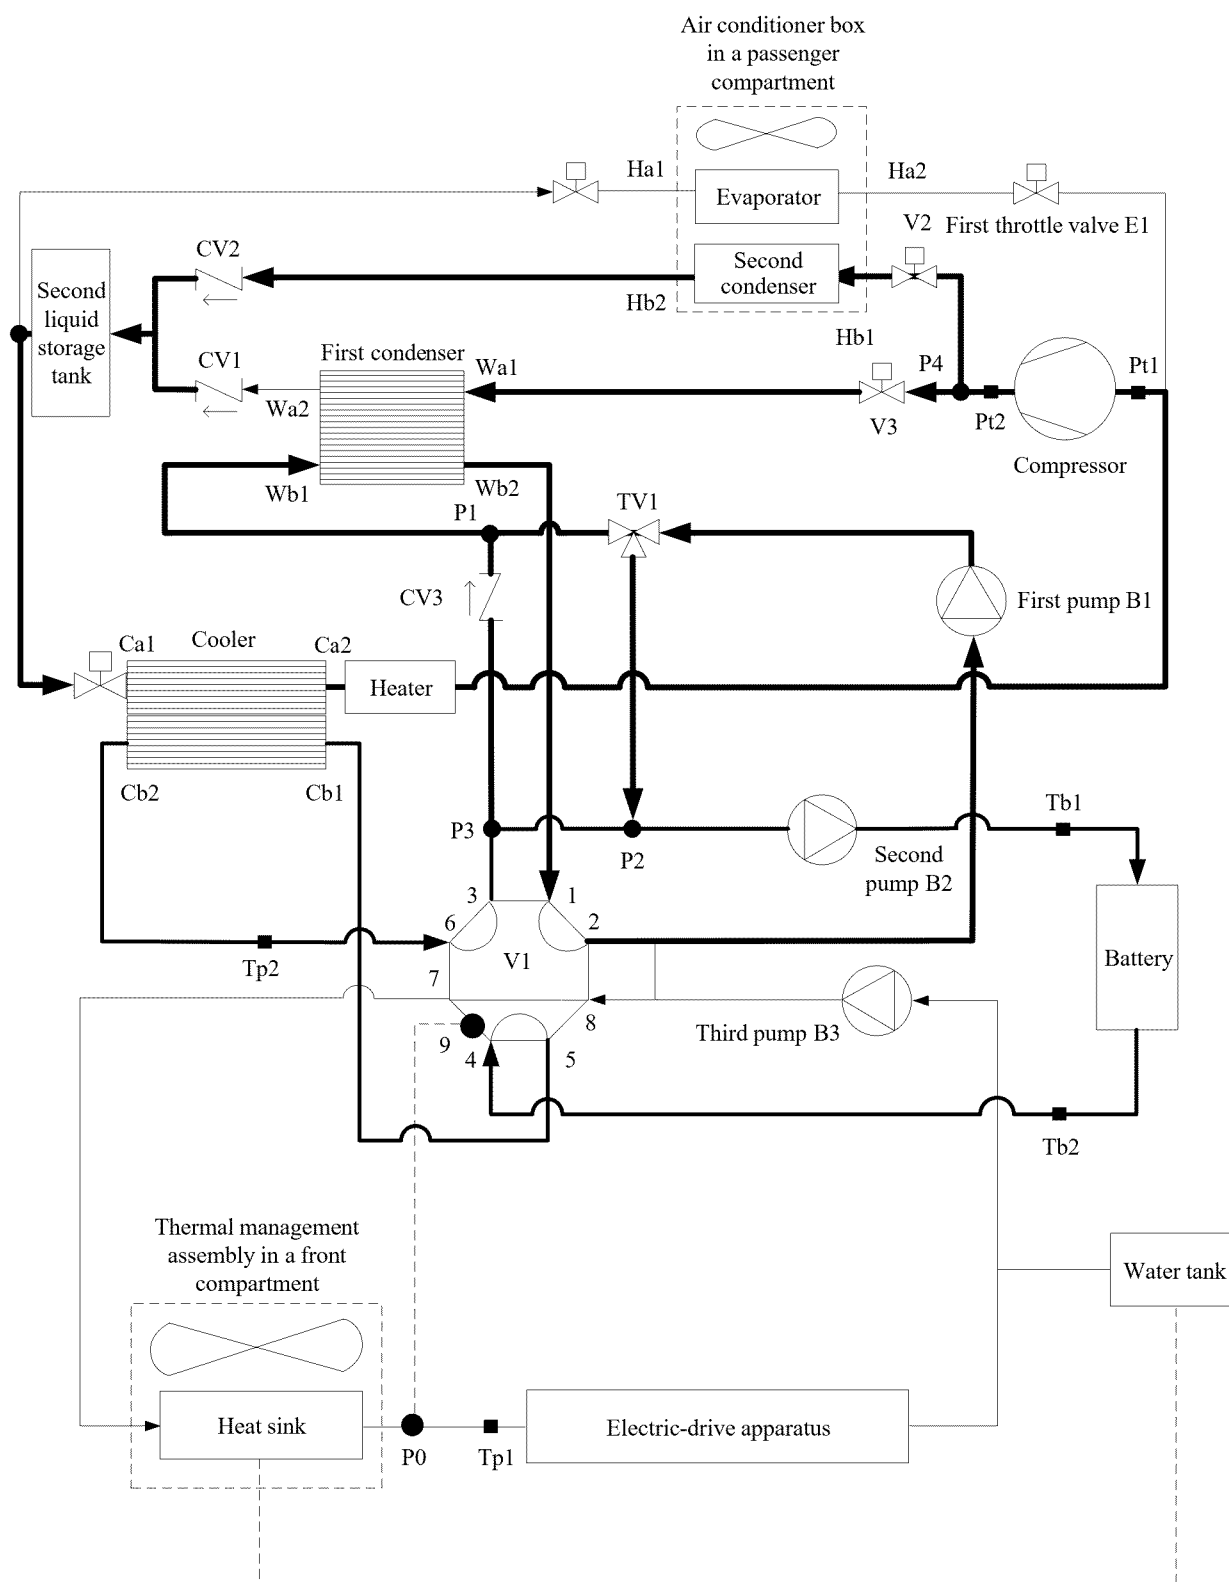 Air conditioner box
in a passenger
compartment
Ha1
Evaporator
Ha2
V2
First throttle valve E1
CV2
Second
condenser
Hb2
Hb1
Second
liquid
storage
tank
CV1
First condenser
Wa1
P4
Pt1
Wa2
V3
Pt2
Compressor
Wb1
Wb2
P1
TV1
CV3
First pump B1
Ca1
Cooler
Ca2
Heater
Cb2
Cb1
Tb1
P3
P2
Second
pump B2
3
1
6
2
Battery
Tp2
V1
7
8
Third pump B3
9
4
5
Tb2
Thermal management
assembly in a front
compartment
Water tank
Heat sink
Electric-drive apparatus
P0
Tp1